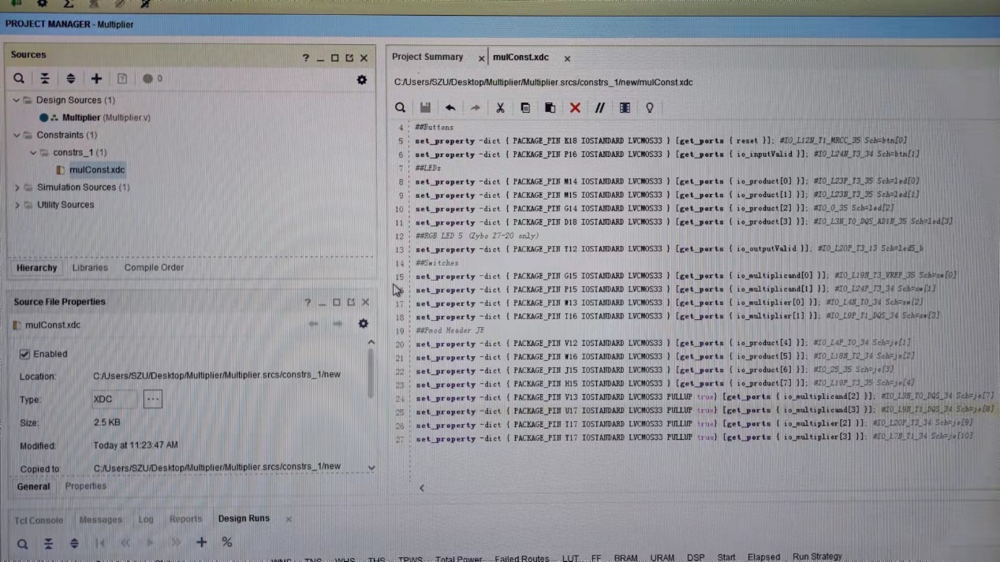 PROJECT MANAGER - Multiplier
Sources
? _
0
Design Sources (1)
Multiplier (Multiplier.v)
Constraints (1)
constrs_1 (1)
mulConst.xdc
Simulation Sources (1)
Utility Sources
Hierarchy Libraries Compile Order
Source File Properties
mulConst.xdc
Enabled
Location: C:/Users/SZU/Desktop/Multiplier/Multiplier.srcs/constrs_1/new
Type: XDC
Size: 2.5 KB
Modified: Today at 11:23:47 AM
Copied to: C:/Users/SZU/Desktop/Multiplier/Multiplier.srcs/constrs_1/new
General Properties
Project Summary mulConst.xdc
C:/Users/SZU/Desktop/Multiplier/Multiplier.srcs/constrs_1/new/mulConst.xdc
4 ##Buttons
5 set_property -dict { PACKAGE_PIN K18 IOSTANDARD LVCMOS33 } [get_ports { reset }]; #IO_L12N_T1_MRCC_35 Sch=btn[0]
6 set_property -dict { PACKAGE_PIN P16 IOSTANDARD LVCMOS33 } [get_ports { io_inputValid }]; #IO_L24N_T3_34 Sch=btn[1]
7 ##LEDs
8 set_property -dict { PACKAGE_PIN M14 IOSTANDARD LVCMOS33 } [get_ports { io_product[0] }]; #IO_L23P_T3_35 Sch=led[0]
9 set_property -dict { PACKAGE_PIN M15 IOSTANDARD LVCMOS33 } [get_ports { io_product[1] }]; #IO_L23N_T3_35 Sch=led[1]
10 set_property -dict { PACKAGE_PIN G14 IOSTANDARD LVCMOS33 } [get_ports { io_product[2] }]; #IO_0_35 Sch=led[2]
11 set_property -dict { PACKAGE_PIN D18 IOSTANDARD LVCMOS33 } [get_ports { io_product[3] }]; #IO_L3N_T0_DQS_AD1N_35 Sch=led[3]
12 ##RGB LED 5 (Zybo Z7-20 only)
13 set_property -dict { PACKAGE_PIN Y12 IOSTANDARD LVCMOS33 } [get_ports { io_outputValid }]; #IO_L20P_T3_13 Sch=led5_b
14 ##Switches
15 set_property -dict { PACKAGE_PIN G15 IOSTANDARD LVCMOS33 } [get_ports { io_multiplicand[0] }]; #IO_L19N_T3_VREF_35 Sch=sw[0]
set_property -dict { PACKAGE_PIN P15 IOSTANDARD LVCMOS33 } [get_ports { io_multiplicand[1] }]; #IO_L24P_T3_34 Sch=sw[1]
17 set_property -dict { PACKAGE_PIN W13 IOSTANDARD LVCMOS33 } [get_ports { io_multiplier[0] }]; #IO_L4N_T0_34 Sch=sw[2]
18 set_property -dict { PACKAGE_PIN T16 IOSTANDARD LVCMOS33 } [get_ports { io_multiplier[1] }]; #IO_L9P_T1_DQS_34 Sch=sw[3]
19 ##Pmod Header JE
20 set_property -dict { PACKAGE_PIN V12 IOSTANDARD LVCMOS33 } [get_ports { io_product[4] }]; #IO_L4P_T0_34 Sch=je[1]
21 set_property -dict { PACKAGE_PIN W16 IOSTANDARD LVCMOS33 } [get_ports { io_product[5] }]; #IO_L18N_T2_34 Sch=je[2]
22 set_property -dict { PACKAGE_PIN J15 IOSTANDARD LVCMOS33 } [get_ports { io_product[6] }]; #IO_25_35 Sch=je[3]
23 set_property -dict { PACKAGE_PIN H15 IOSTANDARD LVCMOS33 } [get_ports { io_product[7] }]; #IO_L19P_T3_35 Sch=je[4]
24 set_property -dict { PACKAGE_PIN V13 IOSTANDARD LVCMOS33 PULLUP true} [get_ports { io_multiplicand[2] }]; #IO_L3N_T0_DQS_34 Sch=je[7]
25 set_property -dict { PACKAGE_PIN U17 IOSTANDARD LVCMOS33 PULLUP true} [get_ports { io_multiplicand[3] }]; #IO_L9N_T1_DQS_34 Sch=je[8]
26 set_property -dict { PACKAGE_PIN T17 IOSTANDARD LVCMOS33 PULLUP true} [get_ports { io_multiplier[2] }]; #IO_L20P_T3_34 Sch=je[9]
27 set_property -dict { PACKAGE_PIN Y17 IOSTANDARD LVCMOS33 PULLUP true} [get_ports { io_multiplier[3] }]; #IO_L7N_T1_34 Sch=je[10]
Tcl Console Messages Log Reports Design Runs
WNS TNS WHS THS TPWS Total Power Failed Routes LUT FF BRAM URAM DSP Start Elapsed Run Strategy